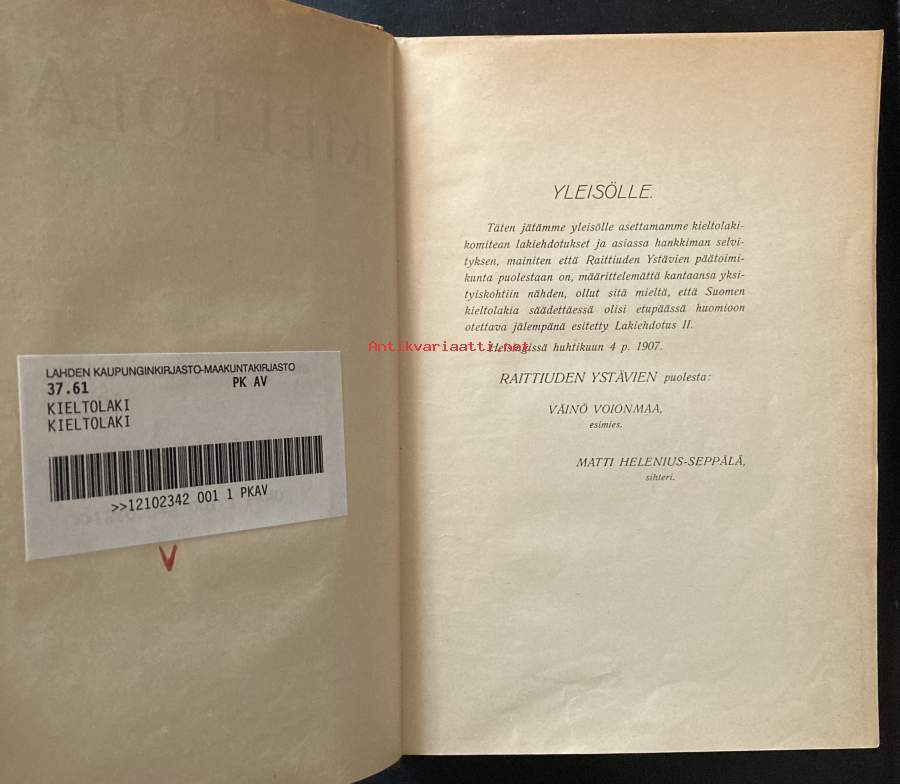 KIELTOLA
LAHDEN KAUPUNGINKIRJASTO-MAAKUNTAKIRJASTO
37.61 PK AV
KIELTOLAKI
KIELTOLAKI
>>12102342 001 1 PKAV
YLEISÖLLE.
Täten jätämme yleisölle asettamamme kieltolaki-
komitean lakiehdotukset ja asiassa hankkiman selvi-
tyksen, mainiten että Raittiuden Ystävien päätoimi-
kunta puolestaan on, määrittelemättä kantaansa yksi-
tyiskohtiin nähden, ollut sitä mieltä, että Suomen
kieltolakia säädettäessä olisi etupäässä huomioon
otettava jälempänä esitetty Lakiehdotus II.
Antikvariaatti.net
Helsingissä huhtikuun 4 p. 1907.
RAITTIUDEN YSTÄVIEN puolesta:
VÄINÖ VOIONMAA,
esimies.
MATTI HELENIUS-SEPPÄLÄ,
sihteri.